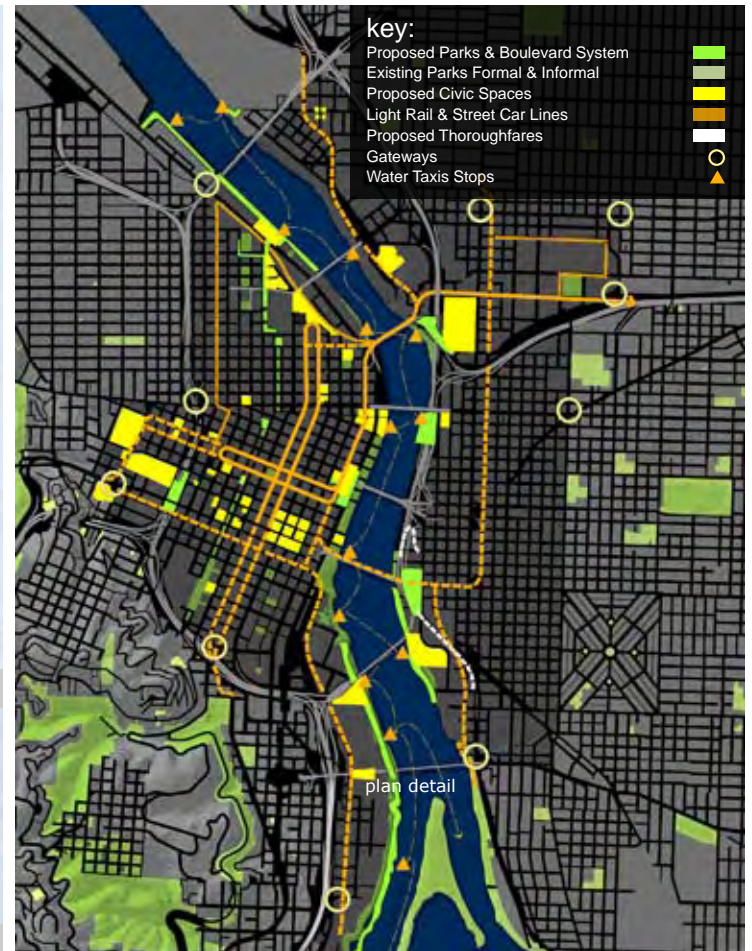 key:
Proposed Parks & Boulevard System
Existing Parks Formal & Informal
Proposed Civic Spaces
Light Rail & Street Car Lines
Proposed Thoroughfares
Gateways
Water Taxis Stops
plan detail